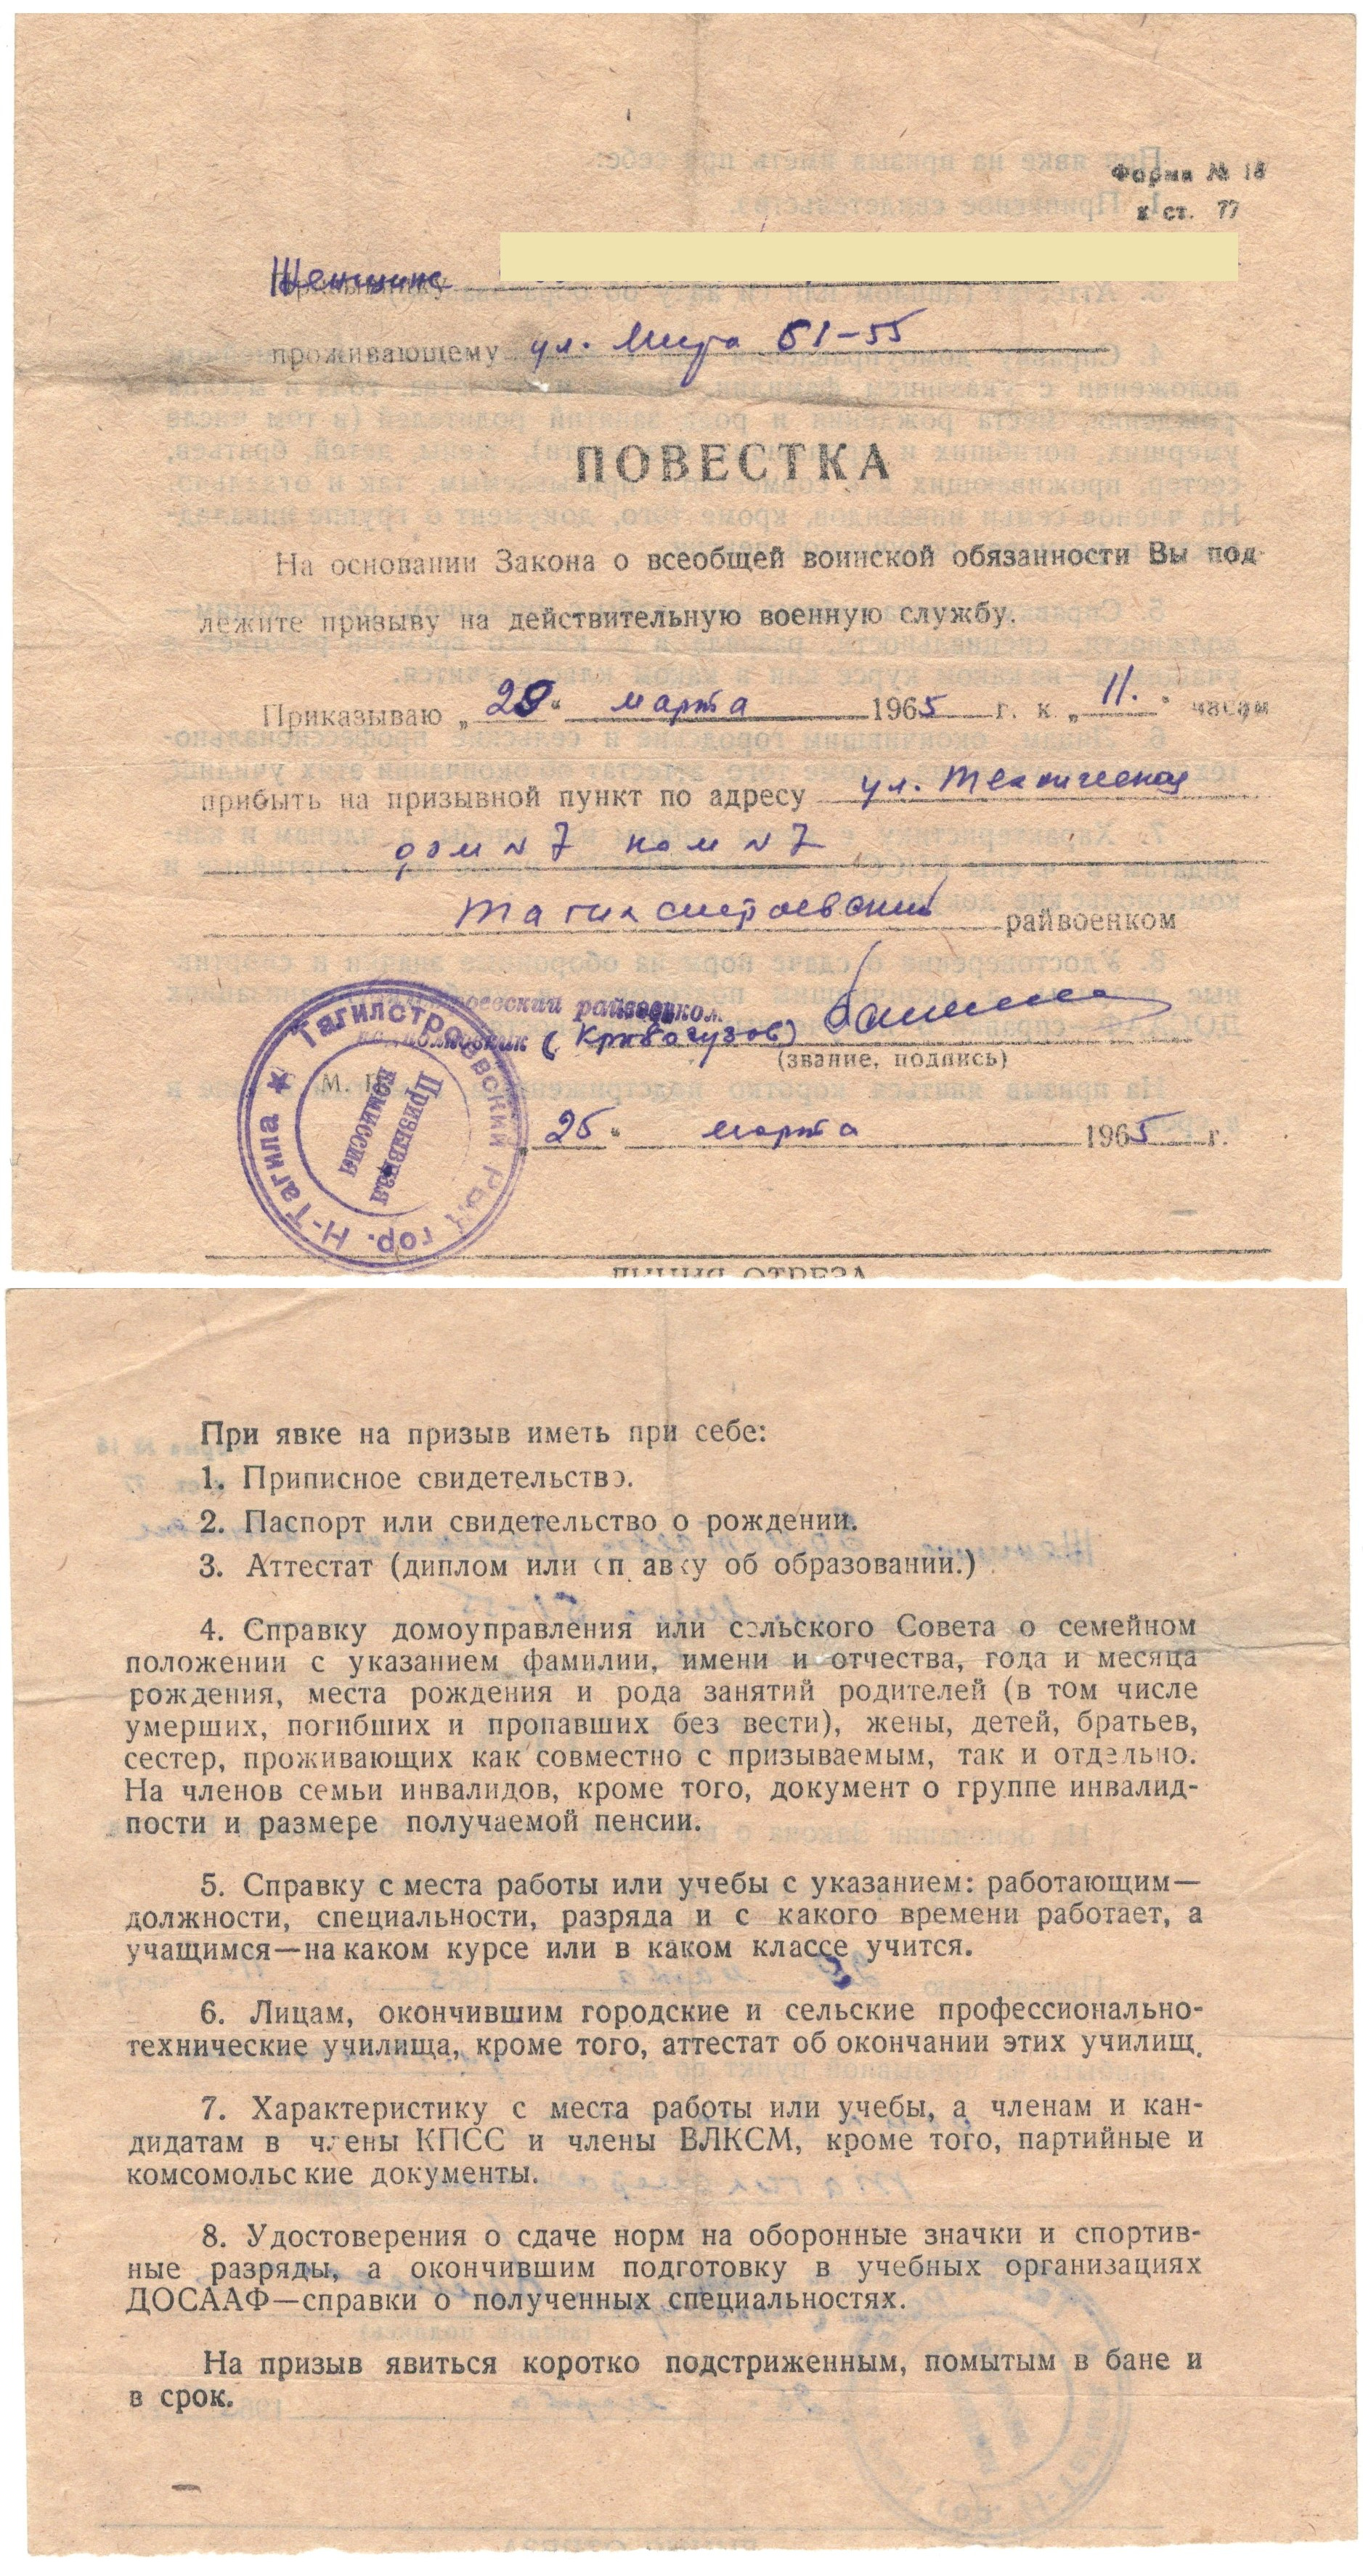 Форма № 18
к ст. 77
Женщине
проживающему ул. Мира 51-55
ПОВЕСТКА
На основании Закона о всеобщей воинской обязанности Вы под-
лежите призыву на действительную военную службу.
Приказываю „29“ марта 1965 г. к „11.“ часам
прибыть на призывной пункт по адресу ул. Техническая
дом № 7 ком № 7
Тагилстроевский райвоенком
Тагилстроевский райвоенком
подполковник (Кривогузов)
(звание, подпись)
М. П.
Тагилстроевский РВК гор. Н-Тагила
Призывная комиссия
25 “ марта 1965 г.
ЛИНИЯ ОТРЕЗА
При явке на призыв иметь при себе:
1. Приписное свидетельство.
2. Паспорт или свидетельство о рождении.
3. Аттестат (диплом или справку об образовании.)
4. Справку домоуправления или сельского Совета о семейном
положении с указанием фамилии, имени и отчества, года и месяца
рождения, места рождения и рода занятий родителей (в том числе
умерших, погибших и пропавших без вести), жены, детей, братьев,
сестер, проживающих как совместно с призываемым, так и отдельно.
На членов семьи инвалидов, кроме того, документ о группе инвалид-
ности и размере получаемой пенсии.
5. Справку с места работы или учебы с указанием: работающим—
должности, специальности, разряда и с какого времени работает, а
учащимся—на каком курсе или в каком классе учится.
6. Лицам, окончившим городские и сельские профессионально-
технические училища, кроме того, аттестат об окончании этих училищ.
7. Характеристику с места работы или учебы, а членам и кан-
дидатам в члены КПСС и члены ВЛКСМ, кроме того, партийные и
комсомольские документы.
8. Удостоверения о сдаче норм на оборонные значки и спортив-
ные разряды, а окончившим подготовку в учебных организациях
ДОСААФ—справки о полученных специальностях.
На призыв явиться коротко подстриженным, помытым в бане и
в срок.